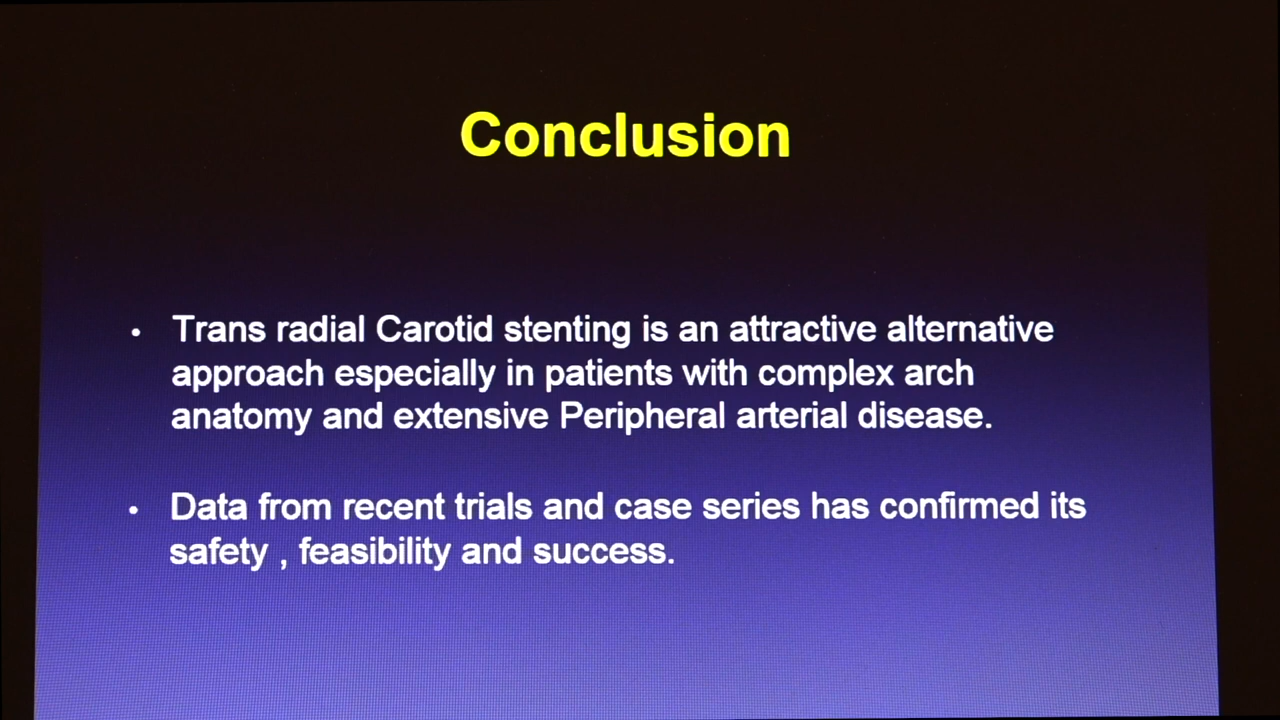 Conclusion
• Trans radial Carotid stenting is an attractive alternative
approach especially in patients with complex arch
anatomy and extensive Peripheral arterial disease.
• Data from recent trials and case series has confirmed its
safety , feasibility and success.